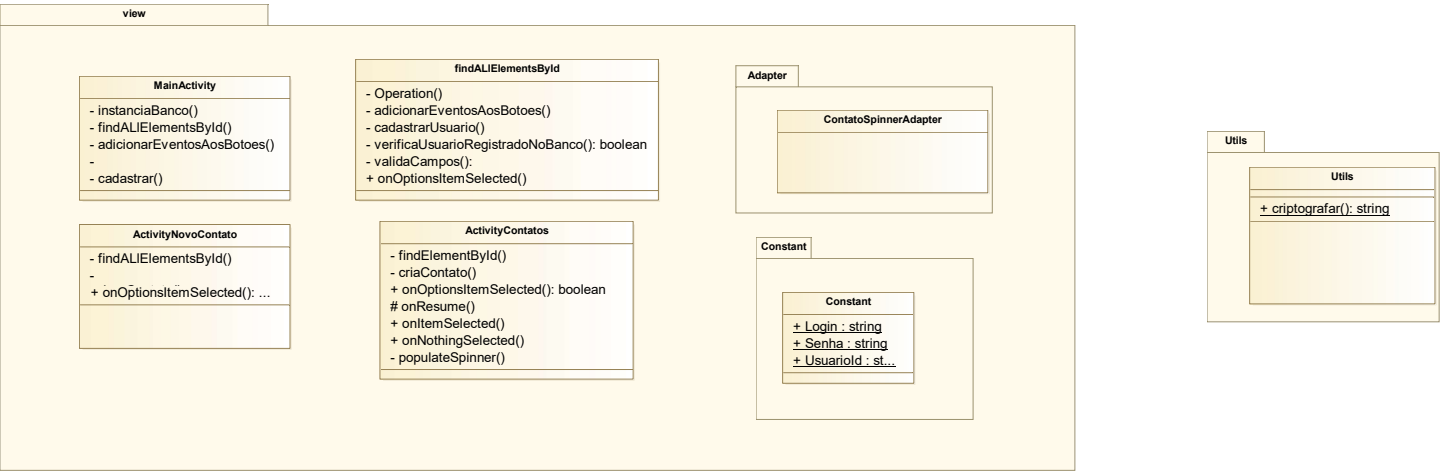 view
MainActivity
- instanciaBanco()
- findALlElementsById()
- adicionarEventosAosBotoes()
-
- cadastrar()
findALlElementsById
- Operation()
- adicionarEventosAosBotoes()
- cadastrarUsuario()
- verificaUsuarioRegistradoNoBanco(): boolean
- validaCampos():
+ onOptionsItemSelected()
ActivityNovoContato
- findALlElementsById()
-
+ onOptionsItemSelected(): ...
ActivityContatos
- findElementById()
- criaContato()
+ onOptionsItemSelected(): boolean
# onResume()
+ onItemSelected()
+ onNothingSelected()
- populateSpinner()
Adapter
ContatoSpinnerAdapter
Constant
Constant
+ Login : string
+ Senha : string
+ UsuarioId : st...
Utils
Utils
+ criptografar(): string